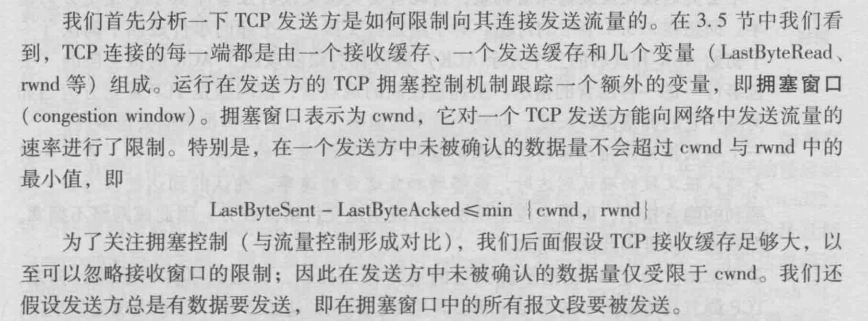 我们首先分析一下 TCP 发送方是如何限制向其连接发送流量的。在 3.5 节中我们看
到，TCP 连接的每一端都是由一个接收缓存、一个发送缓存和几个变量（LastByteRead、
rwnd 等）组成。运行在发送方的 TCP 拥塞控制机制跟踪一个额外的变量，即拥塞窗口
（congestion window）。拥塞窗口表示为 cwnd，它对一个 TCP 发送方能向网络中发送流量的
速率进行了限制。特别是，在一个发送方中未被确认的数据量不会超过 cwnd 与 rwnd 中的
最小值，即
LastByteSent - LastByteAcked ≤ min {cwnd, rwnd}
为了关注拥塞控制（与流量控制形成对比），我们后面假设 TCP 接收缓存足够大，以
至可以忽略接收窗口的限制；因此在发送方中未被确认的数据量仅受限于 cwnd。我们还
假设发送方总是有数据要发送，即在拥塞窗口中的所有报文段要被发送。